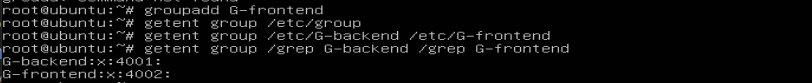 root@ubuntu:~# groupadd G-frontend
root@ubuntu:~# getent group /etc/group
root@ubuntu:~# getent group /etc/G-backend /etc/G-frontend
root@ubuntu:~# getent group /grep G-backend /grep G-frontend
G-backend:x:4001:
G-frontend:x:4002: